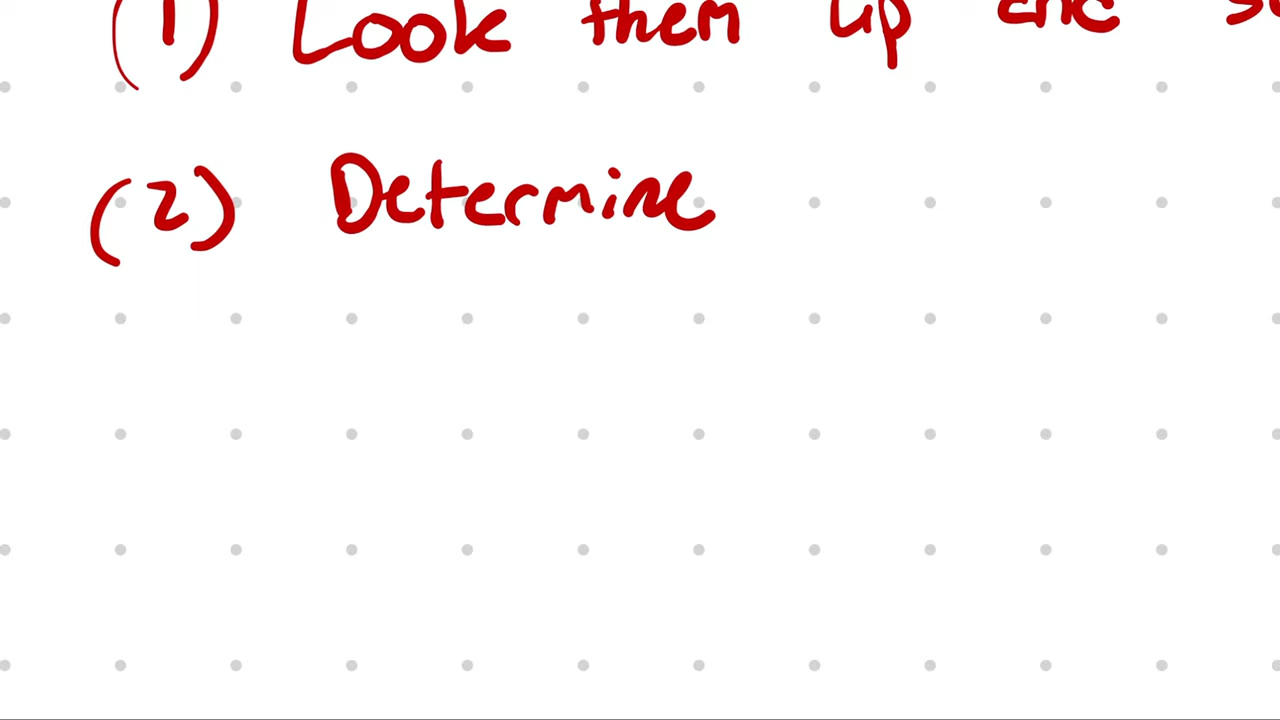 (1) Look them up and
(2) Determine